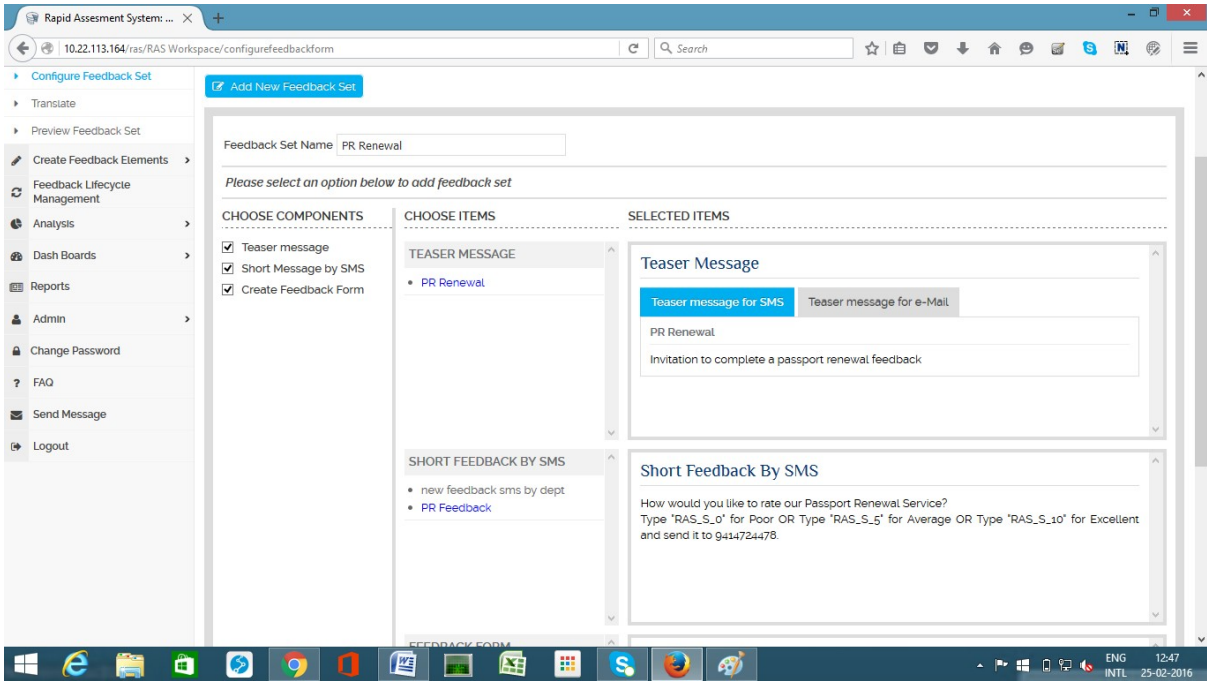 Rapid Assesment System: ...
10.22.113.164/ras/RAS Workspace/configurefeedbackform
Search
Configure Feedback Set
Translate
Preview Feedback Set
Create Feedback Elements
Feedback Lifecycle
Management
Analysis
Dash Boards
Reports
Admin
Change Password
FAQ
Send Message
Logout
Add New Feedback Set
Feedback Set Name PR Renewal
Please select an option below to add feedback set
CHOOSE COMPONENTS
Teaser message
Short Message by SMS
Create Feedback Form
CHOOSE ITEMS
TEASER MESSAGE
PR Renewal
SHORT FEEDBACK BY SMS
new feedback sms by dept
PR Feedback
FEEDBACK FORM
SELECTED ITEMS
Teaser Message
Teaser message for SMS Teaser message for e-Mail
PR Renewal
Invitation to complete a passport renewal feedback
Short Feedback By SMS
How would you like to rate our Passport Renewal Service?
Type "RAS_S_0" for Poor OR Type "RAS_S_5" for Average OR Type "RAS_S_10" for Excellent
and send it to 9414724478.
ENG 12:47
INTL 25-02-2016